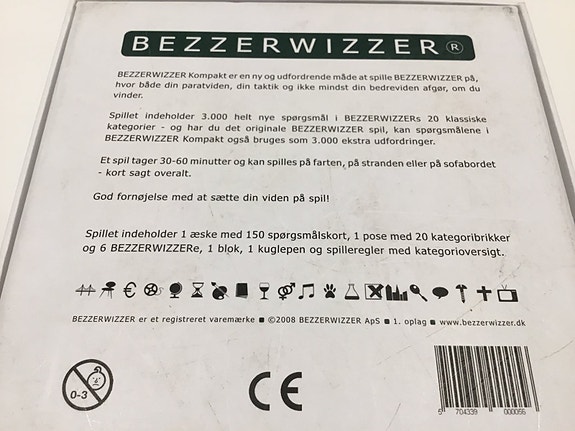 BEZZERWIZZER®
BEZZERWIZZER Kompakt er en ny og udfordrende måde at spille BEZZERWIZZER på,
hvor både din paratviden, din taktik og ikke mindst din bedreviden afgør, om du
vinder.
Spillet indeholder 3.000 helt nye spørgsmål i BEZZERWIZZERs 20 klassiske
kategorier - og har du det originale BEZZERWIZZER spil, kan spørgsmålene i
BEZZERWIZZER Kompakt også bruges som 3.000 ekstra udfordringer.
Et spil tager 30-60 minutter og kan spilles på farten, på stranden eller på sofabordet
- kort sagt overalt.
God fornøjelse med at sætte din viden på spil!
Spillet indeholder 1 æske med 150 spørgsmålskort, 1 pose med 20 kategoribrikker
og 6 BEZZERWIZZERe, 1 blok, 1 kuglepen og spilleregler med kategorioversigt.
BEZZERWIZZER er et registreret varemærke ▪ ©2008 BEZZERWIZZER ApS ▪ 1. oplag ▪ www.bezzerwizzer.dk
0-3
CE
5 704339 000056